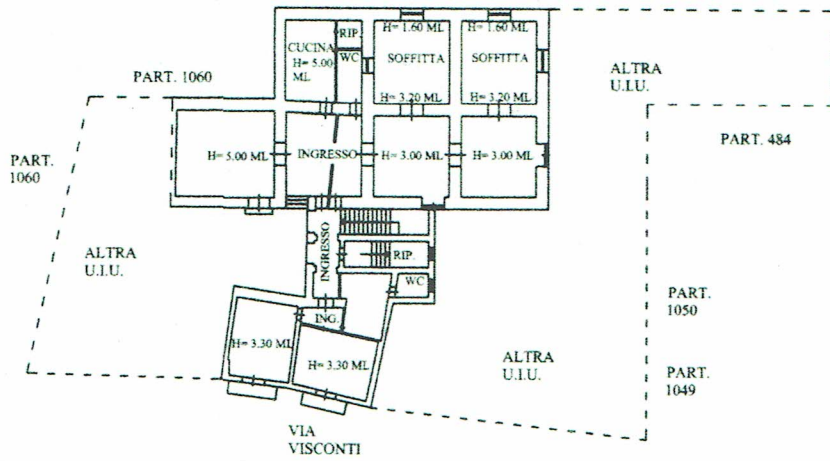 H= 1.60 ML
H= 1.60 ML
RIP.
CUCINA
H= 5.00
ML
WC
SOFFITTA
SOFFITTA
ALTRA
U.I.U.
PART. 1060
H= 3.20 ML
H= 3.20 ML
PART. 484
PART.
1060
H= 5.00 ML
INGRESSO
H= 3.00 ML
H= 3.00 ML
INGRESSO
ALTRA
U.I.U.
RIP.
WC
PART.
1050
ING.
H= 3.30 ML
H= 3.30 ML
ALTRA
U.I.U.
PART.
1049
VIA
VISCONTI